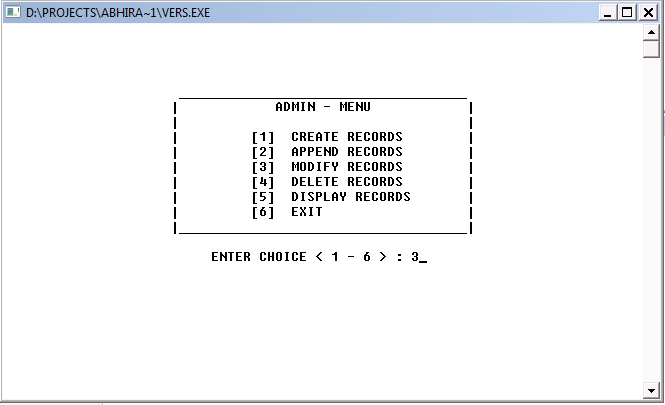 D:\PROJECTS\ABHIRA~1\VERS.EXE
ADMIN - MENU
[1] CREATE RECORDS
[2] APPEND RECORDS
[3] MODIFY RECORDS
[4] DELETE RECORDS
[5] DISPLAY RECORDS
[6] EXIT
ENTER CHOICE < 1 - 6 > : 3_